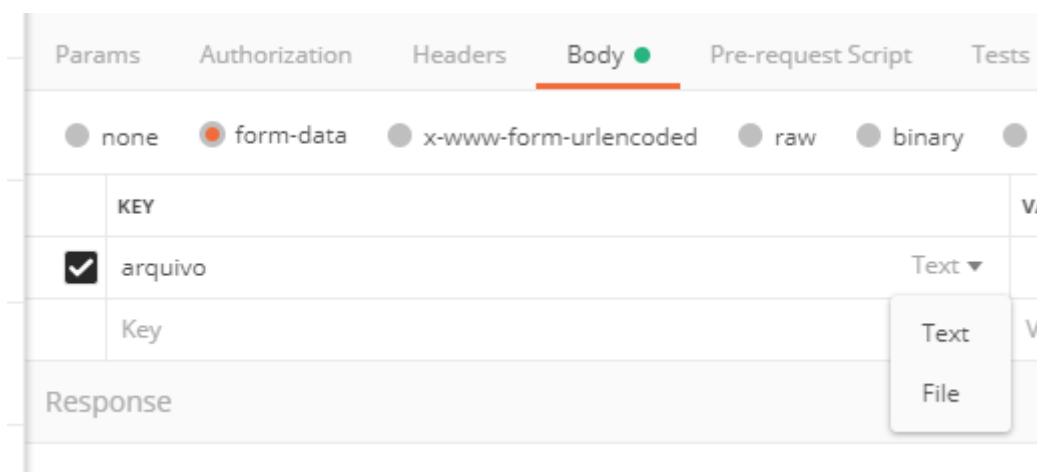 Params Authorization Headers Body Pre-request Script Tests
none form-data x-www-form-urlencoded raw binary
KEY
arquivo Text
Key Text
Response File